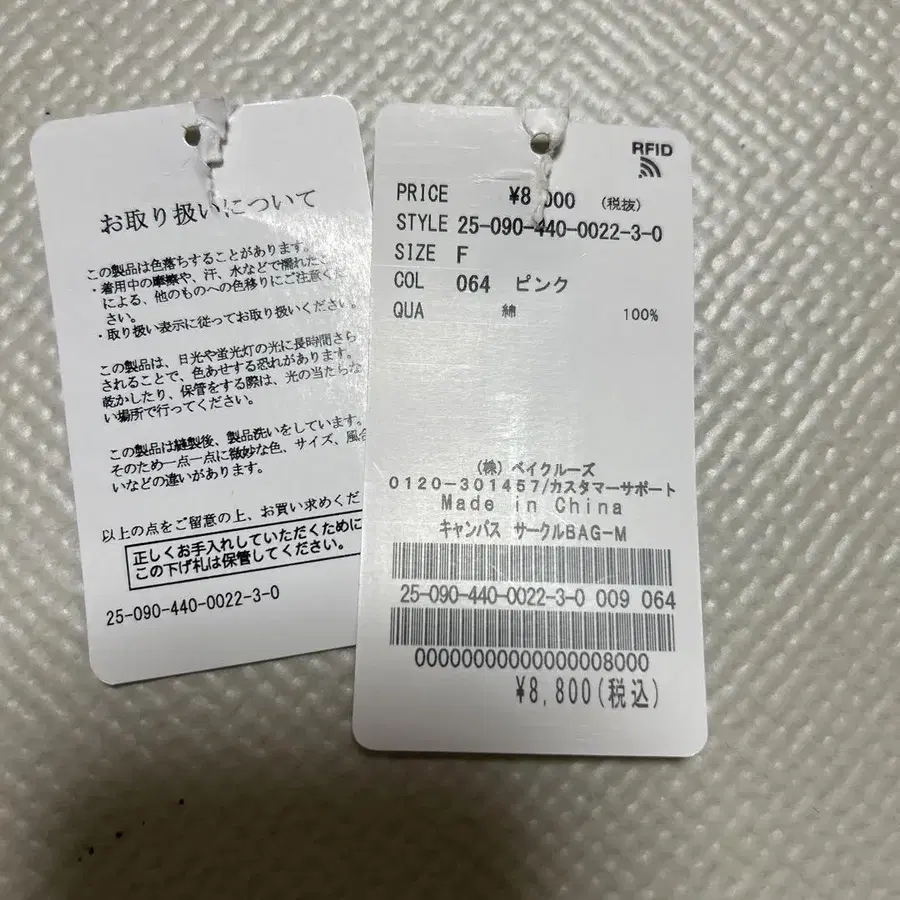 お取り扱いについて
この製品は色落ちすることがあります。
・着用中の摩擦や、汗、水などで濡れたこ
による、他のものへの色移りにご注意くだ
さい。
・取り扱い表示に従ってお取り扱いください。
この製品は、日光や蛍光灯の光に長時間さら
されることで、色あせする恐れがあります。
乾かしたり、保管をする際は、光の当たらな
い場所で行ってください。
この製品は縫製後、製品洗いをしています。
そのため一点一点に微妙な色、サイズ、風合
いなどの違いがあります。
以上の点をご留意の上、お買い求めくだ
正しくお手入れしていただくために
この下げ札は保管してください。
25-090-440-0022-3-0
RFID
PRICE ¥8,000 (税抜)
STYLE 25-090-440-0022-3-0
SIZE F
COL 064 ピンク
QUA 綿 100%
(株) ベイクルーズ
0120-301457/カスタマーサポート
Made in China
キャンバス サークルBAG-M
25-090-440-0022-3-0 009 064
00000000000000008000
¥8,800(税込)